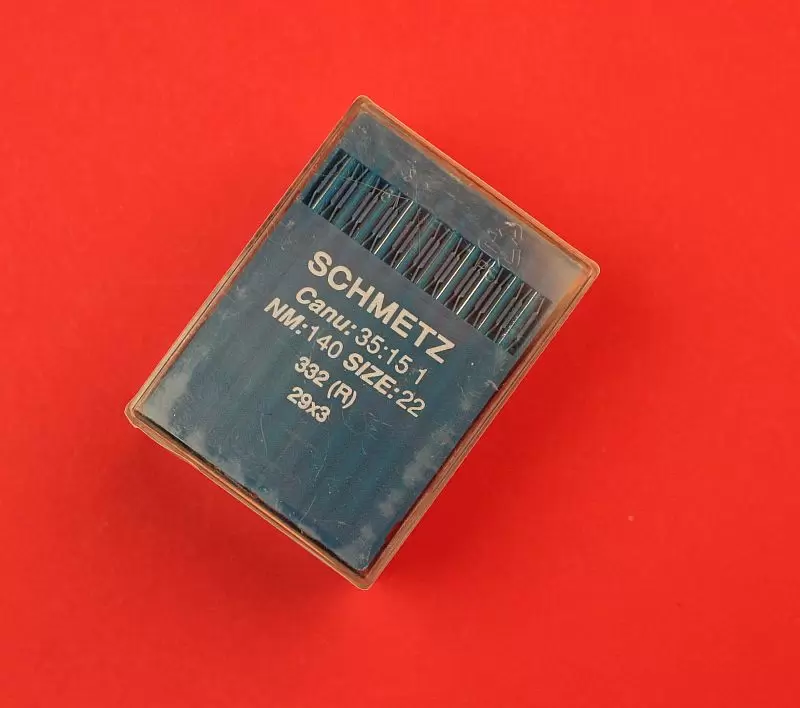 SCHMETZ
Canu: 35:15 1
NM:140 SIZE:22
332 (R)
29x3